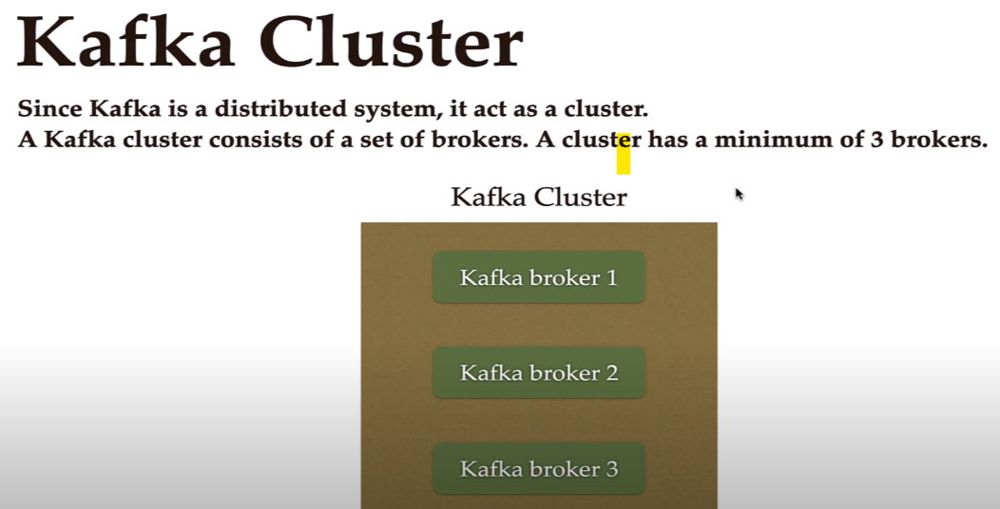 Kafka Cluster
Since Kafka is a distributed system, it act as a cluster.
A Kafka cluster consists of a set of brokers. A cluster has a minimum of 3 brokers.
Kafka Cluster
Kafka broker 1
Kafka broker 2
Kafka broker 3